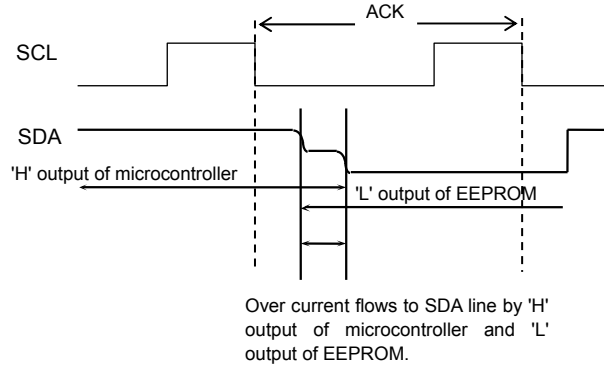 ACK
SCL
SDA
'H' output of microcontroller
'L' output of EEPROM
Over current flows to SDA line by 'H'
output of microcontroller and 'L'
output of EEPROM.